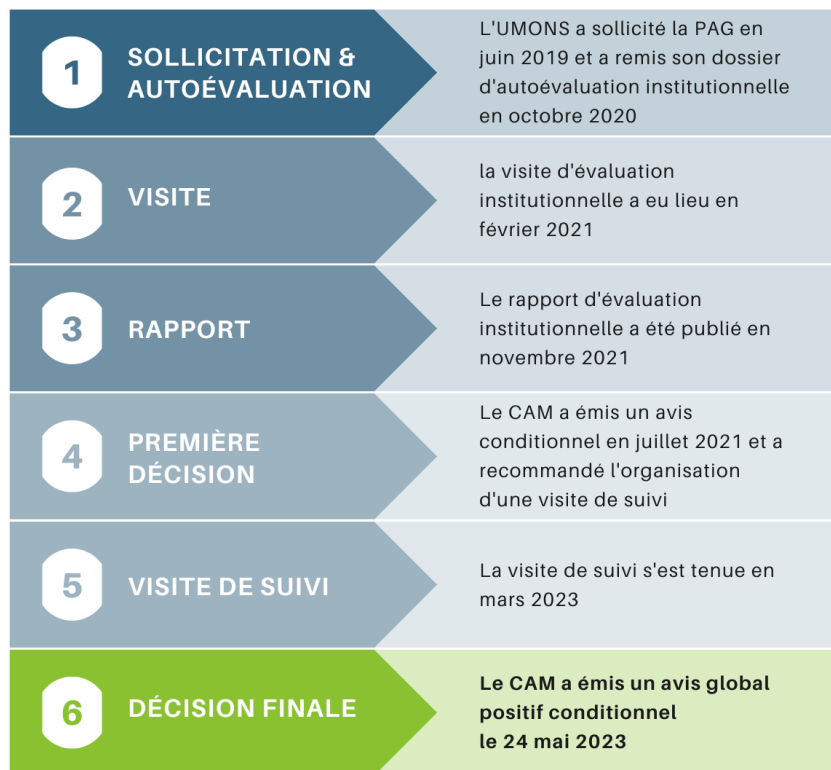 1
SOLLICITATION &
AUTOÉVALUATION
L'UMONS a sollicité la PAG en
juin 2019 et a remis son dossier
d'autoévaluation institutionnelle
en octobre 2020
2
VISITE
la visite d'évaluation
institutionnelle a eu lieu en
février 2021
3
RAPPORT
Le rapport d'évaluation
institutionnelle a été publié en
novembre 2021
4
PREMIÈRE
DÉCISION
Le CAM a émis un avis
conditionnel en juillet 2021 et a
recommandé l'organisation
d'une visite de suivi
5
VISITE DE SUIVI
La visite de suivi s'est tenue en
mars 2023
6
DÉCISION FINALE
Le CAM a émis un avis global
positif conditionnel
le 24 mai 2023